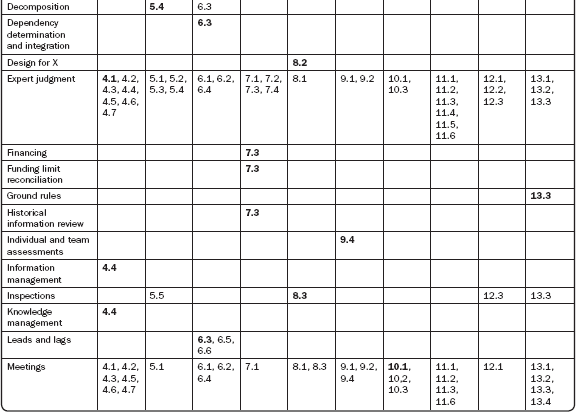 Decomposition 5.4 6.3
Dependency 6.3
determination
and integration
Design for X 8.2
Expert judgment 4.1, 4.2, 5.1, 5.2, 6.1, 6.2, 7.1, 7.2, 8.1 9.1, 9.2 10.1, 11.1, 12.1, 13.1,
4.3, 4.4, 5.3, 5.4 6.4 7.3, 7.4 10.3 11.2, 12.2, 13.2,
4.5, 4.6, 11.3, 12.3 13.3
4.7 11.4,
11.5,
11.6
Financing 7.3
Funding limit 7.3
reconciliation
Ground rules 13.3
Historical 7.3
information review
Individual and team 9.4
assessments
Information 4.4
management
Inspections 5.5 8.3 12.3 13.3
Knowledge 4.4
management
Leads and lags 6.3, 6.5,
6.6
Meetings 4.1, 4.2, 5.1 6.1, 6.2, 7.1 8.1, 8.3 9.1, 9.2, 10.1, 11.1, 12.1 13.1,
4.3, 4.5, 6.4 9.4 10,2, 11.2, 13.2,
4.6, 4.7 10.3 11.3, 13.3,
11.6 13.4